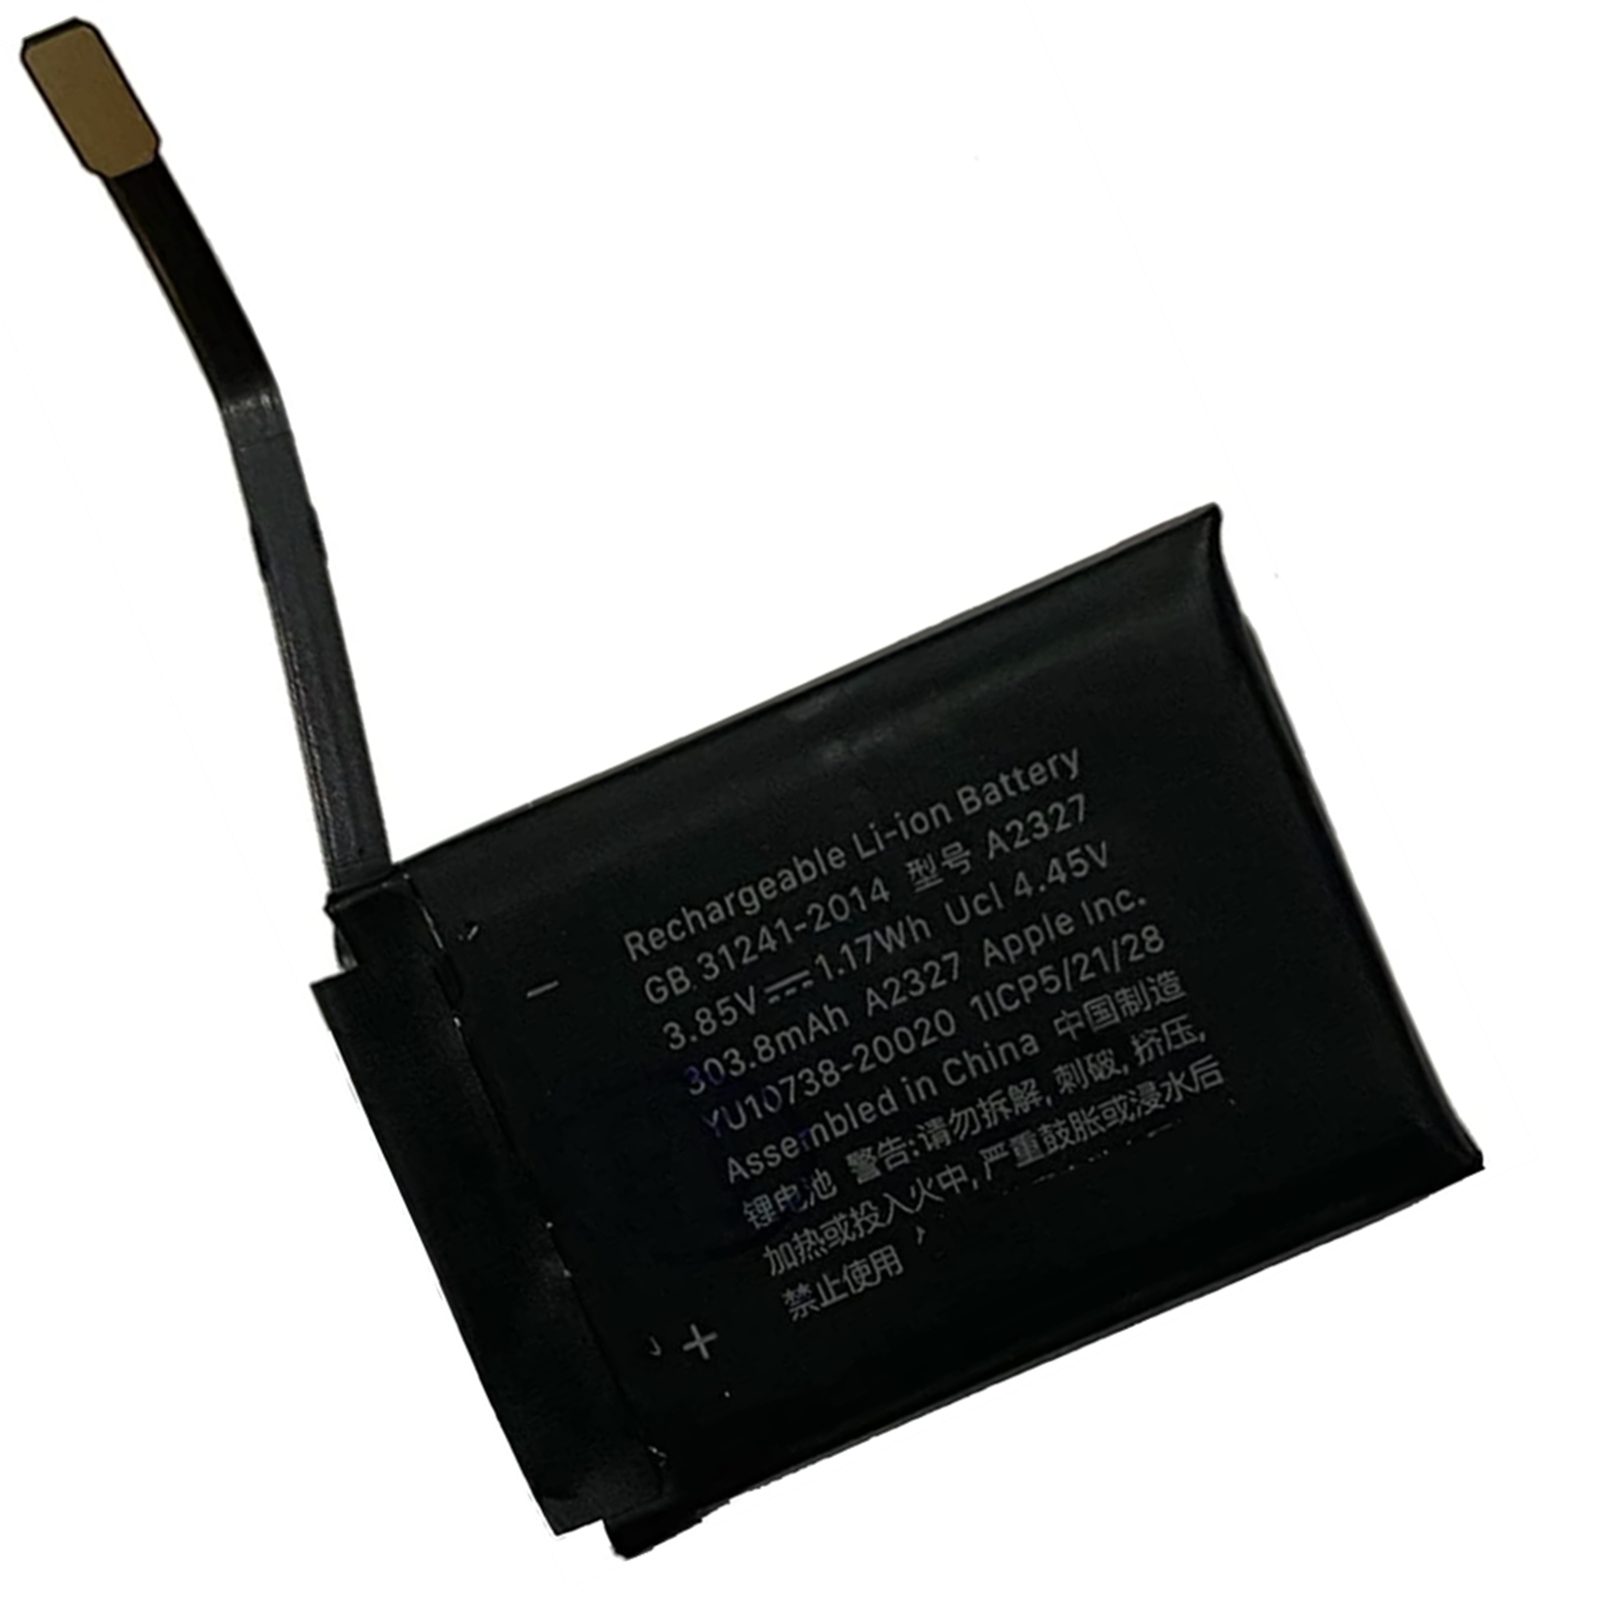 Rechargeable Li-ion Battery
GB 31241-2014 型号 A2327
3.85V⎓1.17Wh Ucl 4.45V
303.8mAh A2327 Apple Inc.
YU10738-20020 1ICP5/21/28
Assembled in China 中国制造
锂电池 警告:请勿拆解, 刺破, 挤压,
加热或投入火中, 严重鼓胀或浸水后
禁止使用
−
+